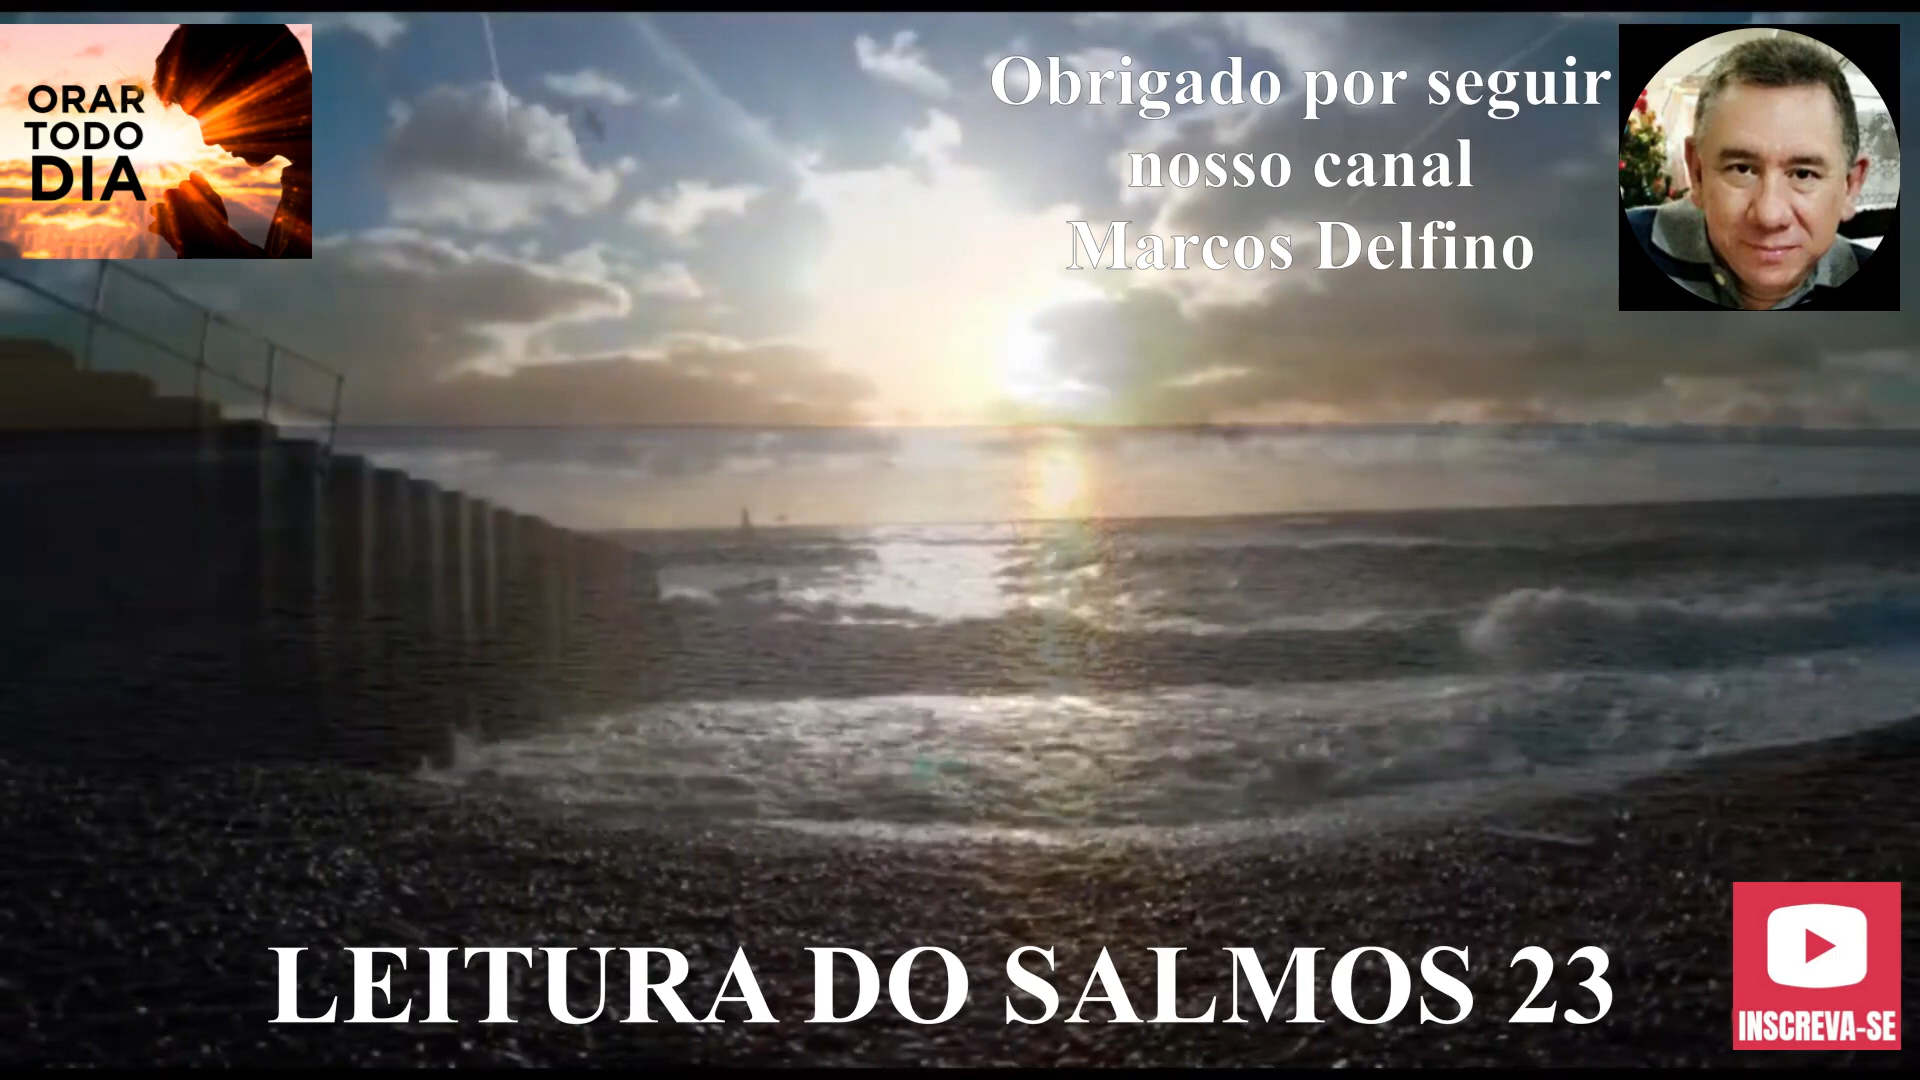 ORAR
TODO
DIA
Obrigado por seguir
nosso canal
Marcos Delfino
LEITURA DO SALMOS 23
INSCREVA-SE